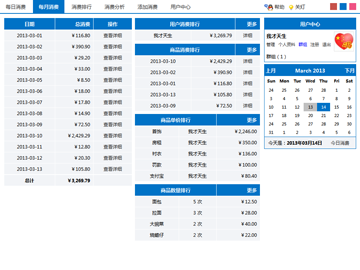 每日消费 每月消费 消费排行 消费分析 添加消费 用户中心
帮助 关灯
日期 总消费 操作
2013-03-01 ￥116.80 查看详细
2013-03-02 ￥390.90 查看详细
2013-03-03 ￥29.20 查看详细
2013-03-04 ￥33.00 查看详细
2013-03-05 ￥8.50 查看详细
2013-03-06 ￥18.00 查看详细
2013-03-07 ￥17.80 查看详细
2013-03-08 ￥14.90 查看详细
2013-03-09 ￥72.50 查看详细
2013-03-10 ￥2,429.29 查看详细
2013-03-11 ￥12.80 查看详细
2013-03-12 ￥20.30 查看详细
2013-03-13 ￥105.80 查看详细
总计 ￥3,269.79
用户消费排行 更多
我才天生 ￥3,269.79 详细
商品消费排行 更多
2013-03-10 ￥2,429.29 详细
2013-03-02 ￥390.90 详细
2013-03-01 ￥116.80 详细
2013-03-13 ￥105.80 详细
2013-03-09 ￥72.50 详细
商品单价排行 更多
我才天生 ￥2,246.00
房租 我才天生 ￥350.00
衬衣 我才天生 ￥136.00
罚款 我才天生 ￥100.00
支付宝 我才天生 ￥80.40
商品数量排行 更多
面包 5 次 ￥12.50
拉面 3 次 ￥28.00
大锅菜 2 次 ￥40.00
烧饼 2 次 ￥22.00
用户中心
我才天生
管理 个人资料 群组 注册 退出
群组 ( 1 )
上月 March 2013 下月
Sun Mon Tue Wed Thu Fri Sat
24 25 26 27 28 1 2
3 4 5 6 7 8 9
10 11 12 13 14 15 16
17 18 19 20 21 22 23
24 25 26 27 28 29 30
31 1 2 3 4 5 6
今天是：2013年03月14日 今日消费